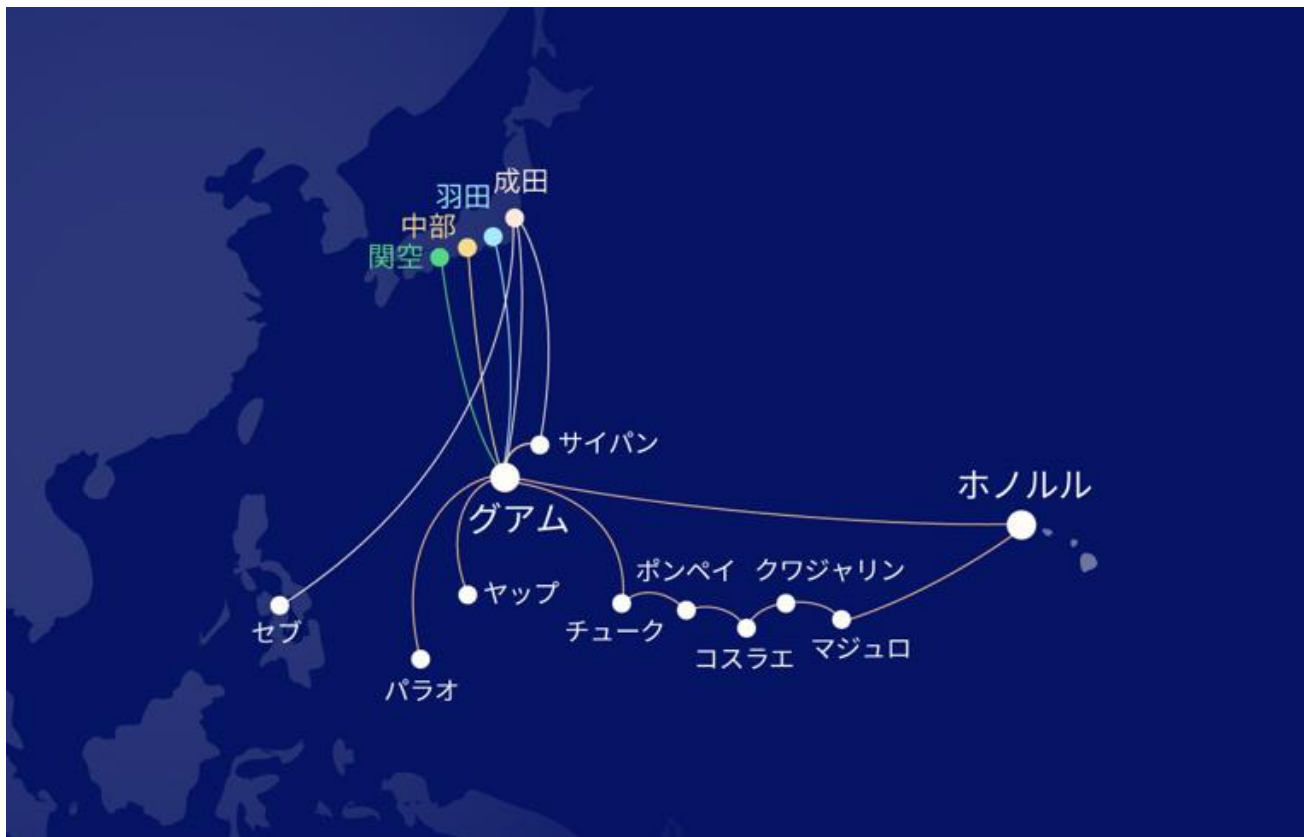 成田
羽田
中部
関空
サイパン
ホノルル
グアム
ポンペイ
クワジャリン
ヤップ
チューク
セブ
マジュロ
コスラエ
パラオ